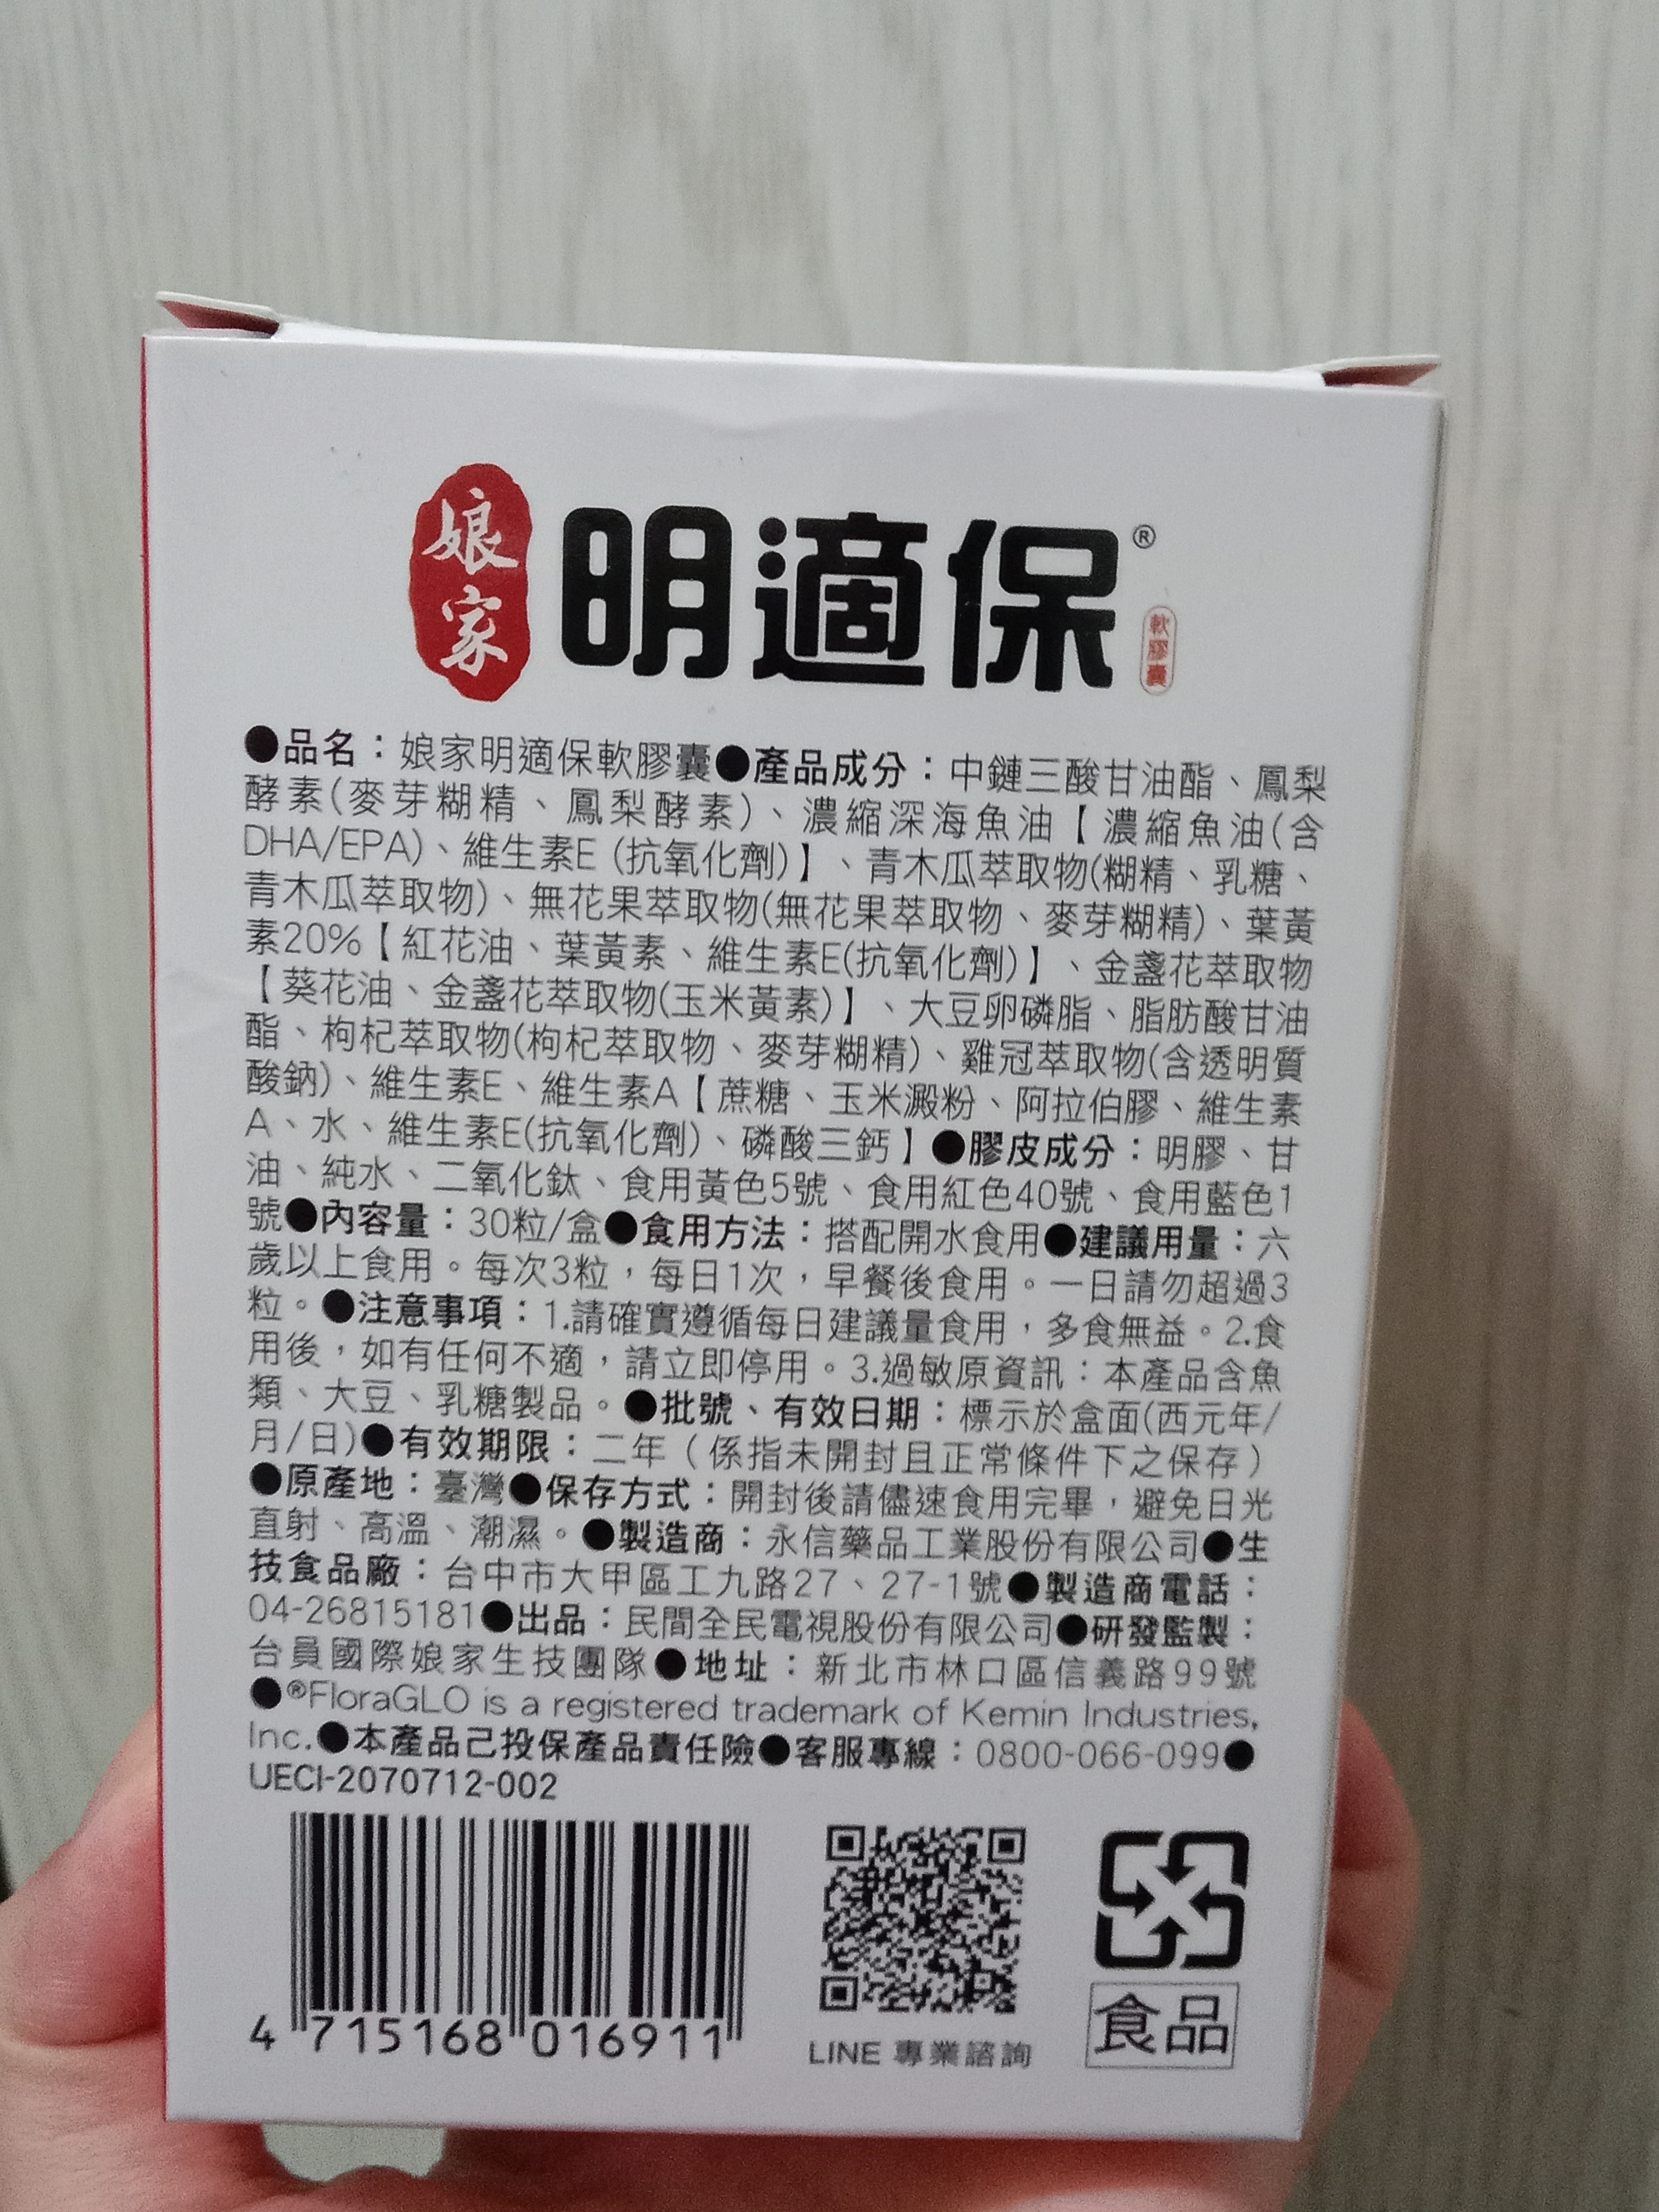 娘家
明適保®
軟膠囊
●品名：娘家明適保軟膠囊●產品成分：中鏈三酸甘油酯、鳳梨
酵素(麥芽糊精、鳳梨酵素)、濃縮深海魚油【濃縮魚油(含
DHA/EPA)、維生素E (抗氧化劑)】、青木瓜萃取物(糊精、乳糖、
青木瓜萃取物)、無花果萃取物(無花果萃取物、麥芽糊精)、葉黃
素20%【紅花油、葉黃素、維生素E(抗氧化劑)】、金盞花萃取物
【葵花油、金盞花萃取物(玉米黃素)】、大豆卵磷脂、脂肪酸甘油
酯、枸杞萃取物(枸杞萃取物、麥芽糊精)、雞冠萃取物(含透明質
酸鈉)、維生素E、維生素A【蔗糖、玉米澱粉、阿拉伯膠、維生素
A、水、維生素E(抗氧化劑)、磷酸三鈣】●膠皮成分：明膠、甘
油、純水、二氧化鈦、食用黃色5號、食用紅色40號、食用藍色1
號●內容量：30粒/盒●食用方法：搭配開水食用●建議用量：六
歲以上食用。每次3粒，每日1次，早餐後食用。一日請勿超過3
粒。●注意事項：1.請確實遵循每日建議量食用，多食無益。2.食
用後，如有任何不適，請立即停用。3.過敏原資訊：本產品含魚
類、大豆、乳糖製品。●批號、有效日期：標示於盒面(西元年/
月/日)●有效期限：二年（係指未開封且正常條件下之保存）
●原產地：臺灣●保存方式：開封後請儘速食用完畢，避免日光
直射、高溫、潮濕。●製造商：永信藥品工業股份有限公司●生
技食品廠：台中市大甲區工九路27、27-1號●製造商電話：
04-26815181●出品：民間全民電視股份有限公司●研發監製：
台員國際娘家生技團隊●地址：新北市林口區信義路99號
●®FloraGLO is a registered trademark of Kemin Industries,
Inc.●本產品己投保產品責任險●客服專線：0800-066-099●
UECI-2070712-002
4 715168 016911
LINE 專業諮詢
食品